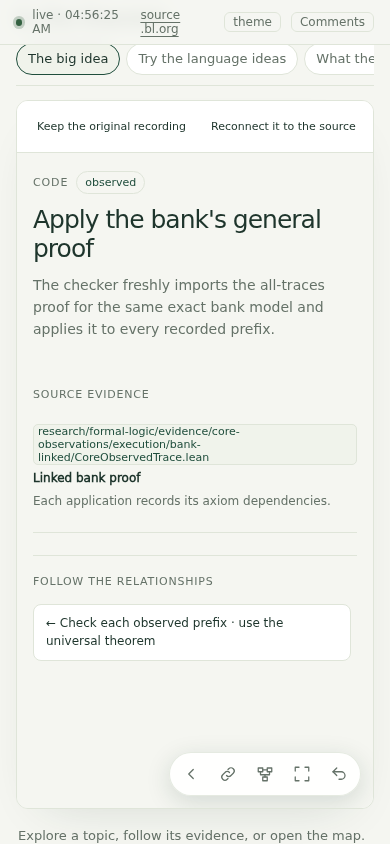 live · 04:56:25 AM
source .bl.org
theme
Comments
The big idea
Try the language ideas
What the
Keep the original recording
Reconnect it to the source
CODE
observed
Apply the bank's general
proof
The checker freshly imports the all-traces
proof for the same exact bank model and
applies it to every recorded prefix.
SOURCE EVIDENCE
research/formal-logic/evidence/core-
observations/execution/bank-
linked/CoreObservedTrace.lean
Linked bank proof
Each application records its axiom dependencies.
FOLLOW THE RELATIONSHIPS
← Check each observed prefix · use the
universal theorem
Explore a topic, follow its evidence, or open the map.